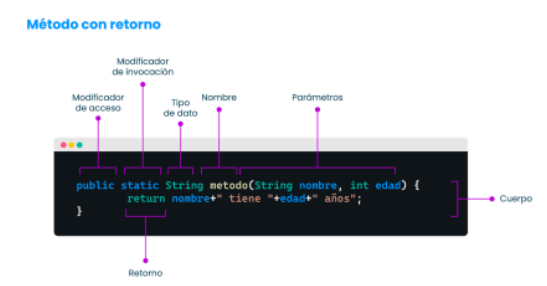 Método con retorno
Modificador
de invocación
Modificador
de acceso
Tipo
de dato
Nombre
Parámetros
public static String metodo(String nombre, int edad) {
return nombre+" tiene "+edad+" años";
}
Cuerpo
Retorno